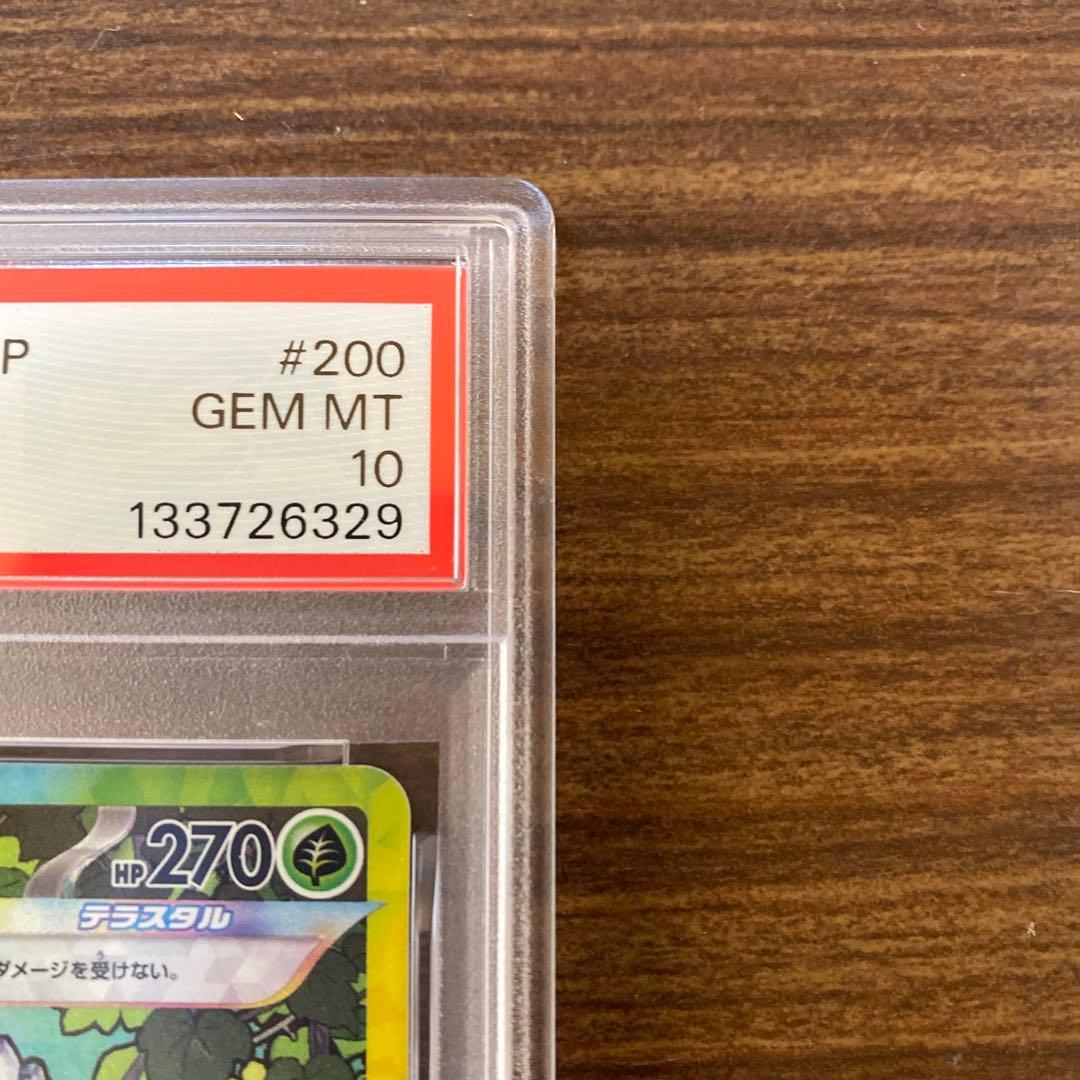 P #200
GEM MT
10
133726329
HP270
テラスタル
ダメージを受けない。